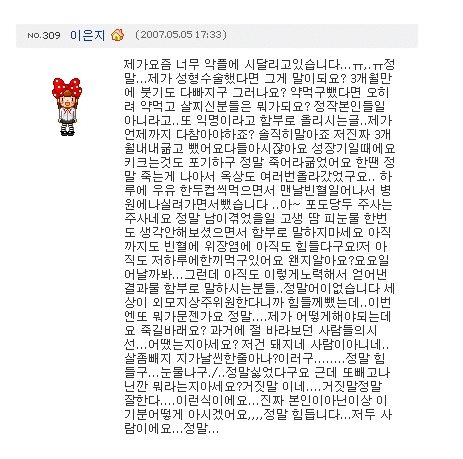 NO.309 이은지 (2007.05.05 17:33)
제가요즘 너무 악플에 시달리고있습니다...ㅠ,.ㅠ정
말...제가 성형수술했다면 그게 말이되요? 3개월만
에 붓기도 다빠지구 그러나요? 약먹구뺐다면 오히
려 약먹고 살찌신분들은 뭐가되요? 정작본인들일
아니라고..또 익명이라고 함부로 올리시는글..제가
언제까지 다참아야하죠? 솔직히말아죠 저진짜 3개
월내내굶고 뺐어요다들아시잖아요 성장기일때에요
키크는것도 포기하구 정말 죽어라굶었어요 한땐 정
말 죽는게 나아서 옥상도 여러번올라갔었구요.. 하
루에 우유 한두컵씩먹으면서 맨날빈혈일어나서 병
원에나실려가면서뺐습니다 ..아~ 포도당두 주사는
주사네요 정말 남이겪었을일 고생 땀 피눈물 한번
도 생각안해보셨으면서 함부로 말하지마세요 아직
까지도 빈혈에 위장염에 아직도 힘들다구요!저 아
직도 저하루에한끼먹구있어요 왠지알아요?요요일
어날까봐...그런데 아직도 이렇게노력해서 얻어낸
결과물 함부로 말하시는분들..정말어이없습니다 세
상이 외모지상주위원한다니까 힘들께뺐는데..이번
엔또 뭐가문젠가요 정말....제가 어떻게해야되는데
요 죽길바래요? 과거에 절 바라보던 사람들의시
선...어땠는지아세요? 저건 돼지네 사람이아니네..
살좀빼지 지가날씬한줄아나?이러구........정말 힘
들구...눈물나구./..정말싫었다구요 근데 또빼고나
닌깐 뭐라는지아세요?거짓말 이네....거짓말정말
잘한다....이런식이에요...진짜 본인이아닌이상 이
기분어떻게 아시겠어요,,,,정말 힘듭니다...저두 사
람이에요...정말...